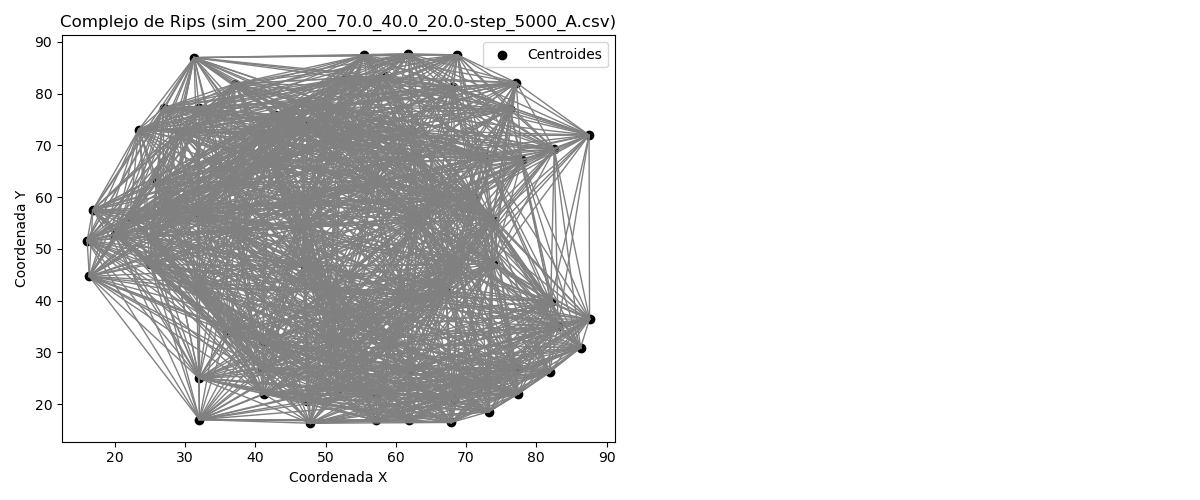 Complejo de Rips (sim_200_200_70.0_40.0_20.0-step_5000_A.csv)
Centroides
90
80
70
60
50
40
30
20
Coordenada Y
20 30 40 50 60 70 80 90
Coordenada X